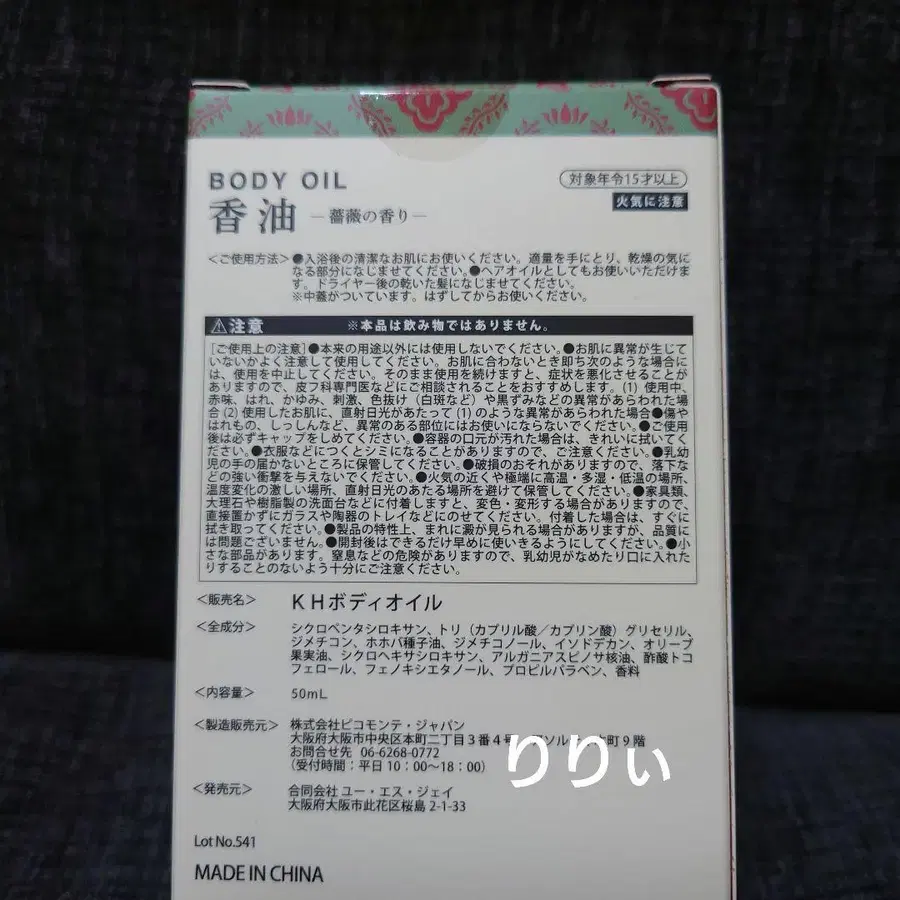 BODY OIL
香油 ―薔薇の香り―
対象年令15才以上
火気に注意
<ご使用方法>●入浴後の清潔なお肌にお使いください。適量を手にとり、乾燥の気に
なる部分になじませてください。●ヘアオイルとしてもお使いいただけま
す。ドライヤー後の乾いた髪になじませてください。
※中蓋がついています。はずしてからお使いください。
⚠注意 ※本品は飲み物ではありません。
[ご使用上の注意]●本来の用途以外には使用しないでください。●お肌に異常が生じて
いないかよく注意して使用してください。お肌に合わないとき即ち次のような場合に
は、使用を中止してください。そのまま使用を続けますと、症状を悪化させることが
ありますので、皮フ科専門医などにご相談されることをおすすめします。(1) 使用中、
赤味、はれ、かゆみ、刺激、色抜け（白斑など）や黒ずみなどの異常があらわれた場
合 (2) 使用したお肌に、直射日光があたって (1) のような異常があらわれた場合●傷や
はれもの、しっしんなど、異常のある部位にはお使いにならないでください。●ご使用
後は必ずキャップをしめてください。●容器の口元が汚れた場合は、きれいに拭いてく
ださい。●衣服などにつくとシミになることがありますので、ご注意ください。●乳幼
児の手の届かないところに保管してください。●破損のおそれがありますので、落下な
どの強い衝撃を与えないでください。●火気の近くや極端に高温・多湿・低温の場所、
温度変化の激しい場所、直射日光のあたる場所を避けて保管してください。●家具類、
大理石や樹脂製の洗面台などに付着しますと、変色・変形する場合がありますので、
直接置かずにガラスや陶器のトレイなどにのせてください。付着した場合は、すぐに
拭き取ってください。●製品の特性上、まれに澱が見られる場合がありますが、品質に
は問題ございません。●開封後はできるだけ早めに使いきるようにしてください。●小
さな部品があります。窒息などの危険がありますので、乳幼児がなめたり口に入れた
りすることのないよう十分にご注意ください。
<販売名> KHボディオイル
<全成分> シクロペンタシロキサン、トリ（カプリル酸／カプリン酸）グリセリル、
ジメチコン、ホホバ種子油、ジメチコノール、イソドデカン、オリーブ
果実油、シクロヘキサシロキサン、アルガニアスピノサ核油、酢酸トコ
フェロール、フェノキシエタノール、プロピルパラベン、香料
<内容量> 50mL
<製造販売元> 株式会社ピコモンテ・ジャパン
大阪府大阪市中央区本町二丁目3番4号 町9階
お問合せ先 06-6268-0772
（受付時間：平日10：00～18：00）
りりぃ
<発売元> 合同会社 ユー・エス・ジェイ
大阪府大阪市此花区桜島 2-1-33
Lot No.541
MADE IN CHINA